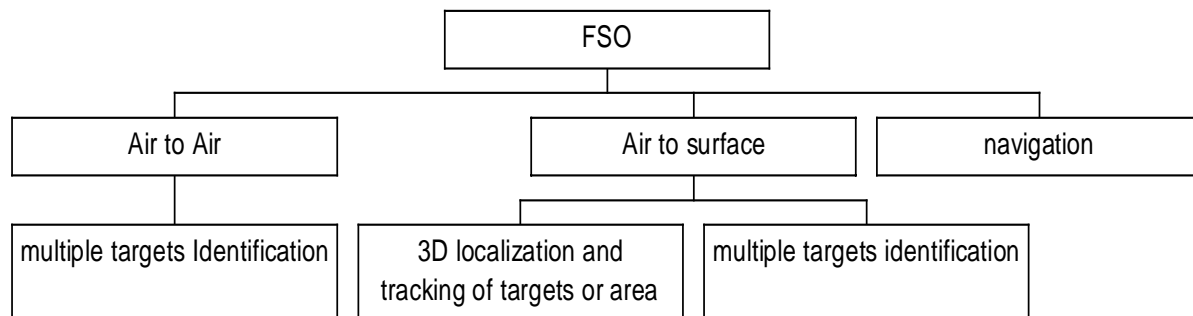 FSO
Air to Air
Air to surface
navigation
multiple targets Identification
3D localization and
tracking of targets or area
multiple targets identification